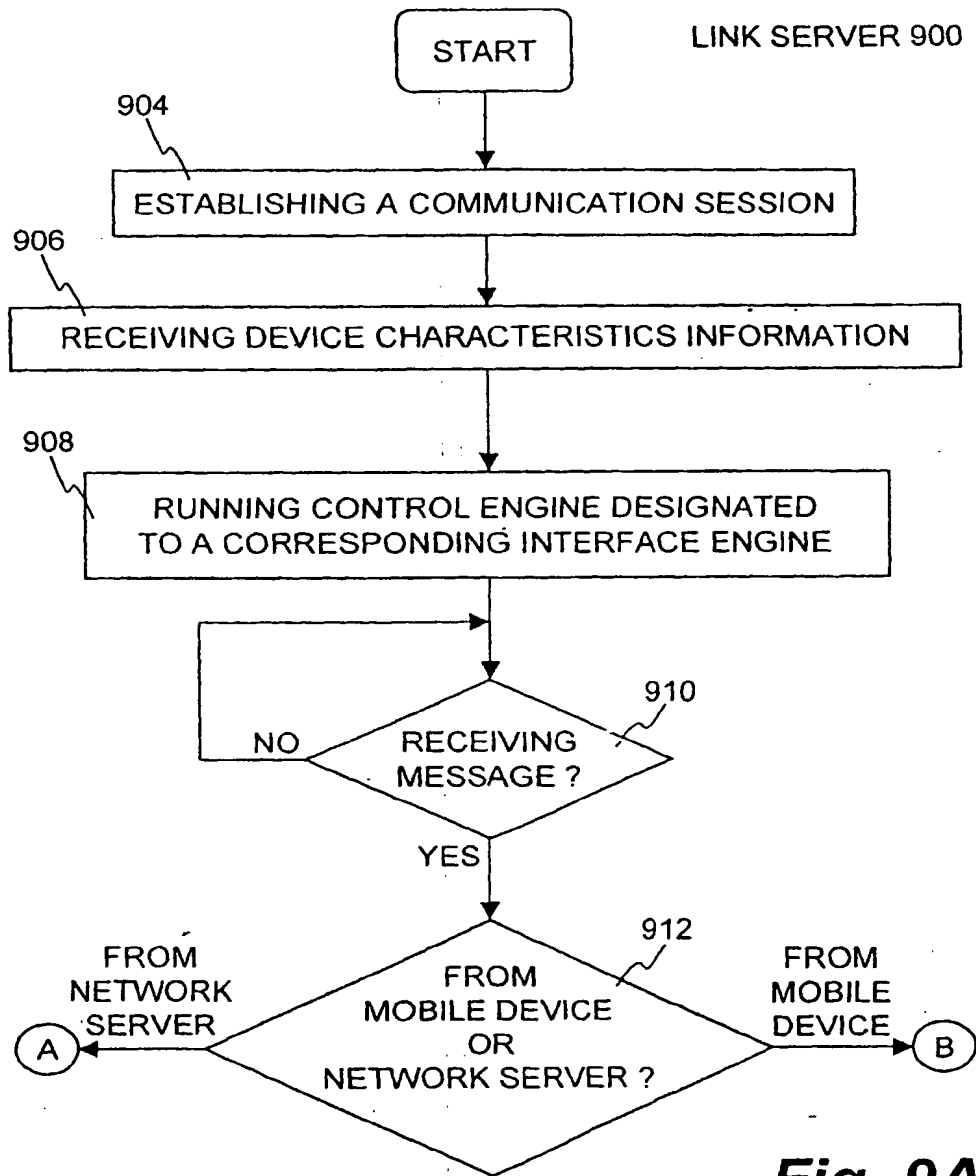 START
LINK SERVER 900
904
ESTABLISHING A COMMUNICATION SESSION
906
RECEIVING DEVICE CHARACTERISTICS INFORMATION
908
RUNNING CONTROL ENGINE DESIGNATED
TO A CORRESPONDING INTERFACE ENGINE
910
NO
RECEIVING
MESSAGE ?
YES
912
FROM
NETWORK
SERVER
FROM
MOBILE DEVICE
OR
NETWORK SERVER ?
FROM
MOBILE
DEVICE
A
B
Fig. 9A